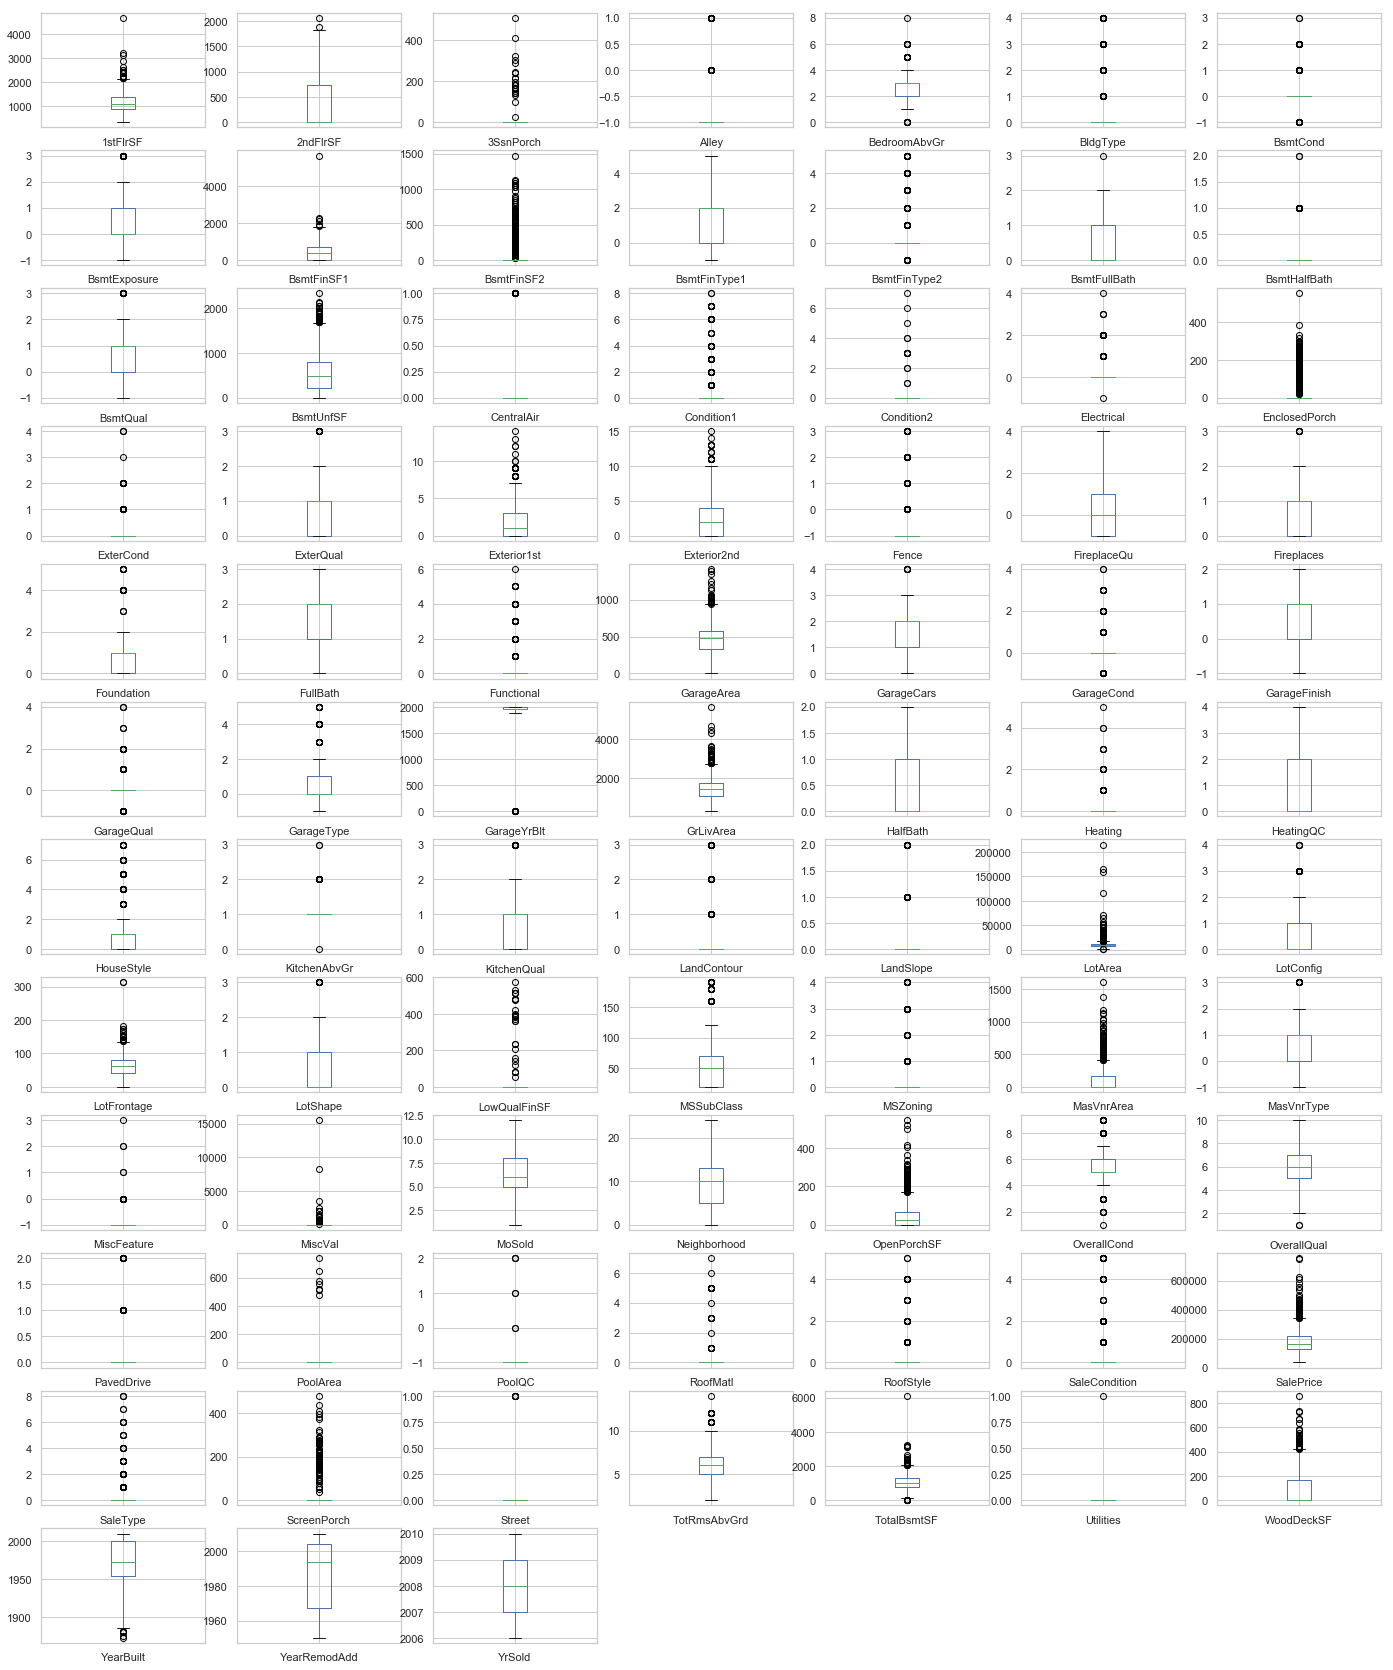 4000 3000 2000 1000
2000 1500 1000 500 0
400 200 0
1.0 0.5 0.0 −0.5 −1.0
8 6 4 2 0
4 3 2 1 0
3 2 1 0 −1
1stFlrSF 2ndFlrSF 3SsnPorch Alley BedroomAbvGr BldgType BsmtCond
3 2 1 0 −1
4000 2000 0
1500 1000 500 0
4 2 0
4 2 0
3 2 1 0
2.0 1.5 1.0 0.5 0.0
BsmtExposure BsmtFinSF1 BsmtFinSF2 BsmtFinType1 BsmtFinType2 BsmtFullBath BsmtHalfBath
3 2 1 0 −1
2000 1000 0
1.00 0.75 0.50 0.25 0.00
8 6 4 2 0
6 4 2 0
4 2 0
400 200 0
BsmtQual BsmtUnfSF CentralAir Condition1 Condition2 Electrical EnclosedPorch
4 3 2 1 0
3 2 1 0
10 5 0
15 10 5 0
3 2 1 0 −1
4 2 0
3 2 1 0
ExterCond ExterQual Exterior1st Exterior2nd Fence FireplaceQu Fireplaces
4 2 0
3 2 1 0
6 4 2 0
1000 500 0
4 3 2 1 0
4 2 0
2 1 0 −1
Foundation FullBath Functional GarageArea GarageCars GarageCond GarageFinish
4 2 0
4 2 0
2000 1500 1000 500 0
4000 2000
2.0 1.5 1.0 0.5 0.0
4 2 0
4 3 2 1 0
GarageQual GarageType GarageYrBlt GrLivArea HalfBath Heating HeatingQC
6 4 2 0
3 2 1 0
3 2 1 0
3 2 1 0
2.0 1.5 1.0 0.5 0.0
200000 150000 100000 50000 0
4 3 2 1 0
HouseStyle KitchenAbvGr KitchenQual LandContour LandSlope LotArea LotConfig
300 200 100 0
3 2 1 0
600 400 200 0
150 100 50
4 3 2 1 0
1500 1000 500 0
3 2 1 0 −1
LotFrontage LotShape LowQualFinSF MSSubClass MSZoning MasVnrArea MasVnrType
3 2 1 0 −1
15000 10000 5000 0
12.5 10.0 7.5 5.0 2.5
20 10 0
400 200 0
8 6 4 2
10 8 6 4 2
MiscFeature MiscVal MoSold Neighborhood OpenPorchSF OverallCond OverallQual
2.0 1.5 1.0 0.5 0.0
600 400 200 0
2 1 0 −1
6 4 2 0
4 2 0
4 2 0
600000 400000 200000 0
PavedDrive PoolArea PoolQC RoofMatl RoofStyle SaleCondition SalePrice
8 6 4 2 0
400 200 0
1.00 0.75 0.50 0.25 0.00
10 5
6000 4000 2000 0
1.00 0.75 0.50 0.25 0.00
800 600 400 200 0
SaleType ScreenPorch Street TotRmsAbvGrd TotalBsmtSF Utilities WoodDeckSF
2000 1950 1900
2000 1980 1960
2010 2009 2008 2007 2006
YearBuilt YearRemodAdd YrSold